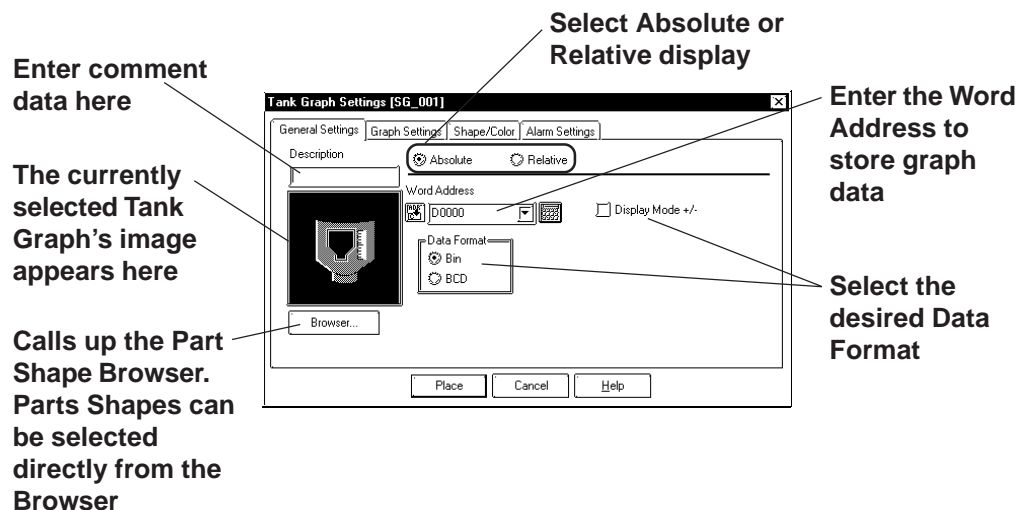 Select Absolute or
Relative display
Enter comment
data here
Enter the Word
Address to
store graph
data
The currently
selected Tank
Graph's image
appears here
Select the
desired Data
Format
Calls up the Part
Shape Browser.
Parts Shapes can
be selected
directly from the
Browser
Tank Graph Settings [SG_001]
General Settings Graph Settings Shape/Color Alarm Settings
Description
Absolute Relative
Word Address
D0000
Display Mode +/-
Data Format
Bin
BCD
Browser...
Place Cancel Help